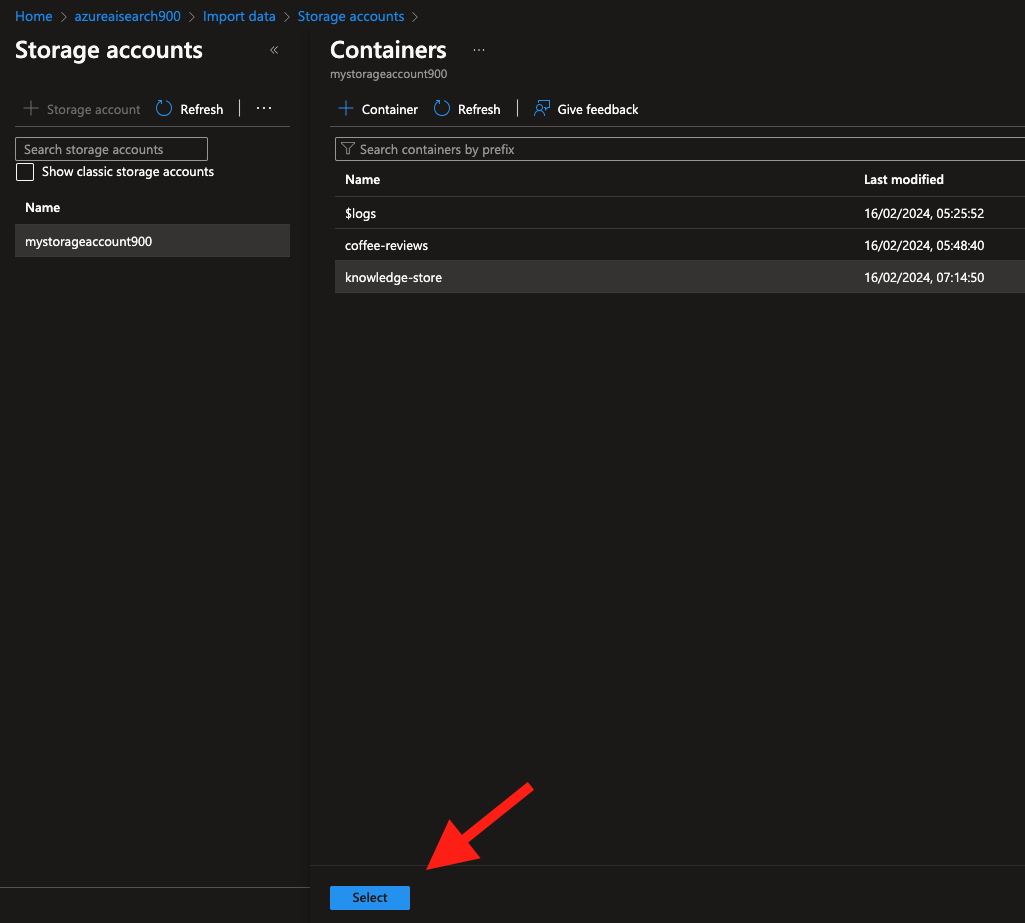 Home > azureaisearch900 > Import data > Storage accounts >
Storage accounts «
+ Storage account Refresh | ...
Search storage accounts
Show classic storage accounts
Name
mystorageaccount900
Containers ...
mystorageaccount900
+ Container Refresh | Give feedback
Search containers by prefix
Name Last modified
$logs 16/02/2024, 05:25:52
coffee-reviews 16/02/2024, 05:48:40
knowledge-store 16/02/2024, 07:14:50
Select